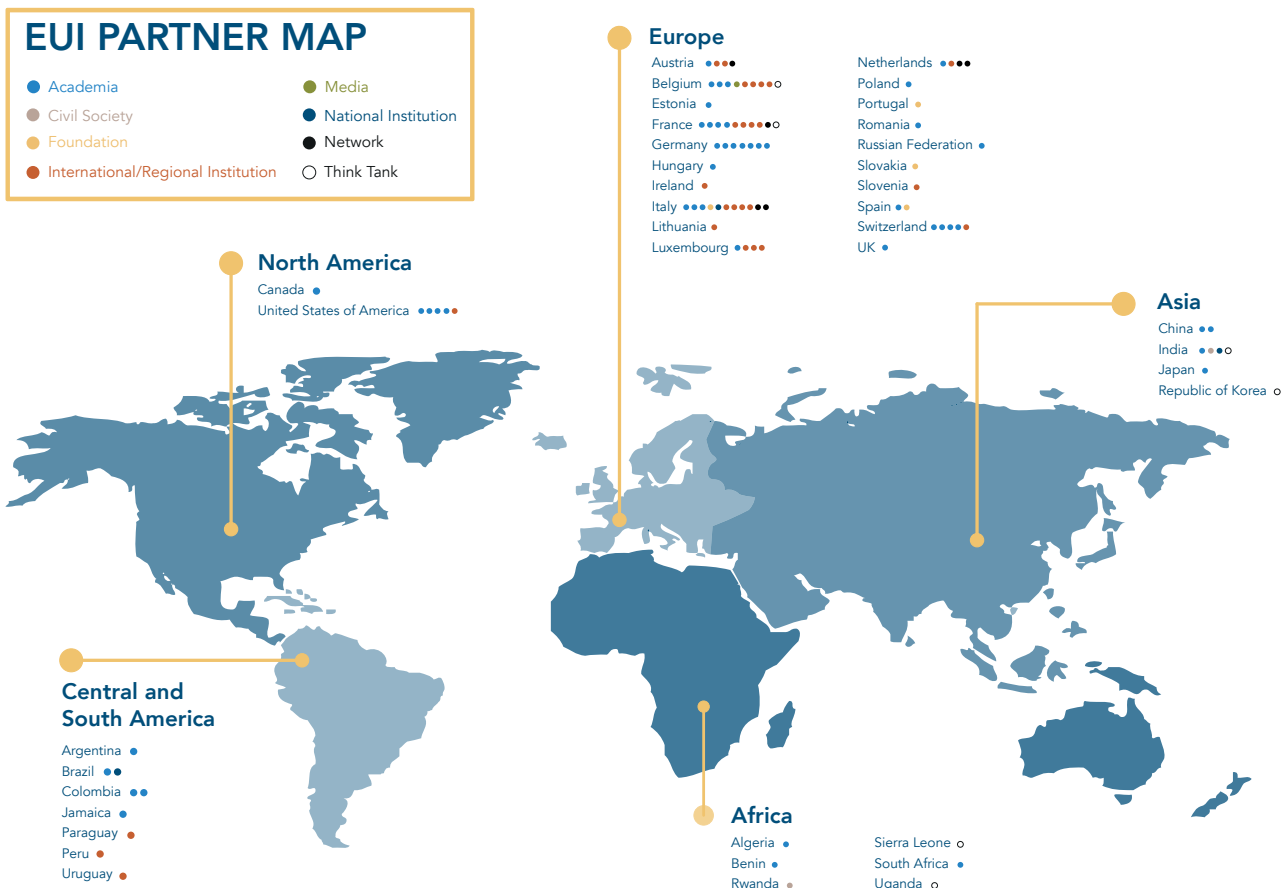 EUI PARTNER MAP
Academia
Civil Society
Foundation
International/Regional Institution
Media
National Institution
Network
Think Tank
Europe
Austria
Belgium
Estonia
France
Germany
Hungary
Ireland
Italy
Lithuania
Luxembourg
Netherlands
Poland
Portugal
Romania
Russian Federation
Slovakia
Slovenia
Spain
Switzerland
UK
North America
Canada
United States of America
Asia
China
India
Japan
Republic of Korea
Central and
South America
Argentina
Brazil
Colombia
Jamaica
Paraguay
Peru
Uruguay
Africa
Algeria
Benin
Rwanda
Sierra Leone
South Africa
Uganda